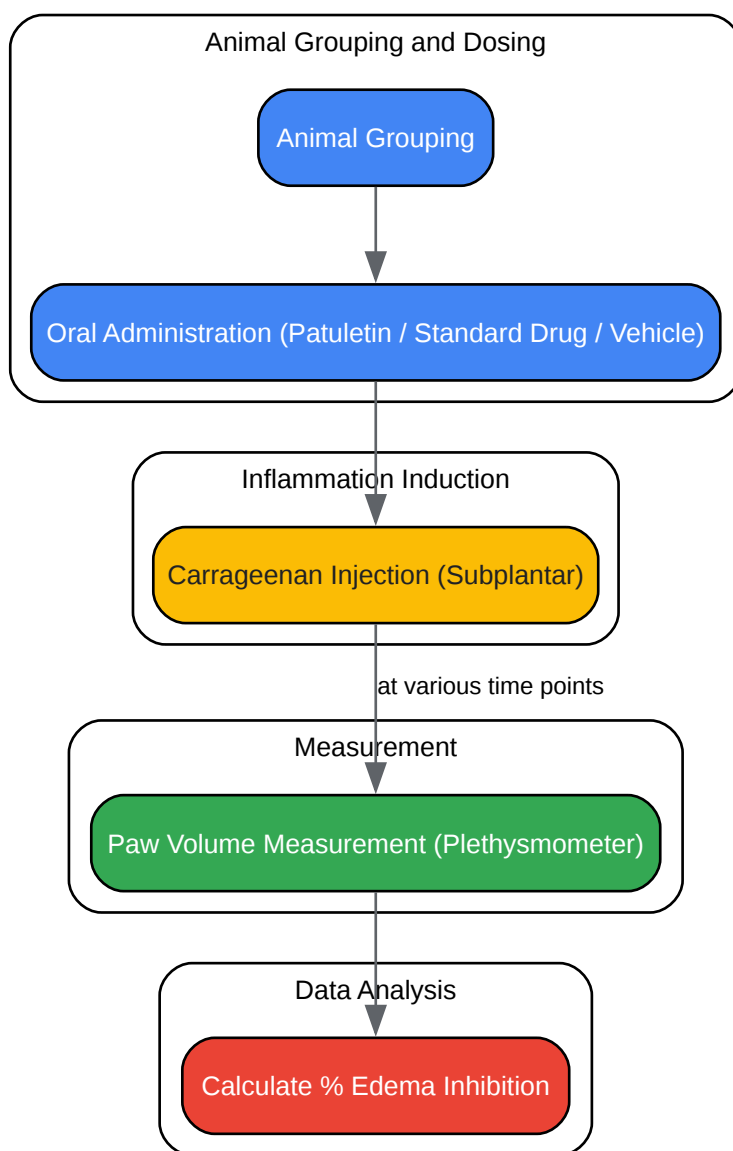 Animal Grouping and Dosing
Animal Grouping
Oral Administration (Patuletin / Standard Drug / Vehicle)
Inflammation Induction
Carrageenan Injection (Subplantar)
at various time points
Measurement
Paw Volume Measurement (Plethysmometer)
Data Analysis
Calculate % Edema Inhibition